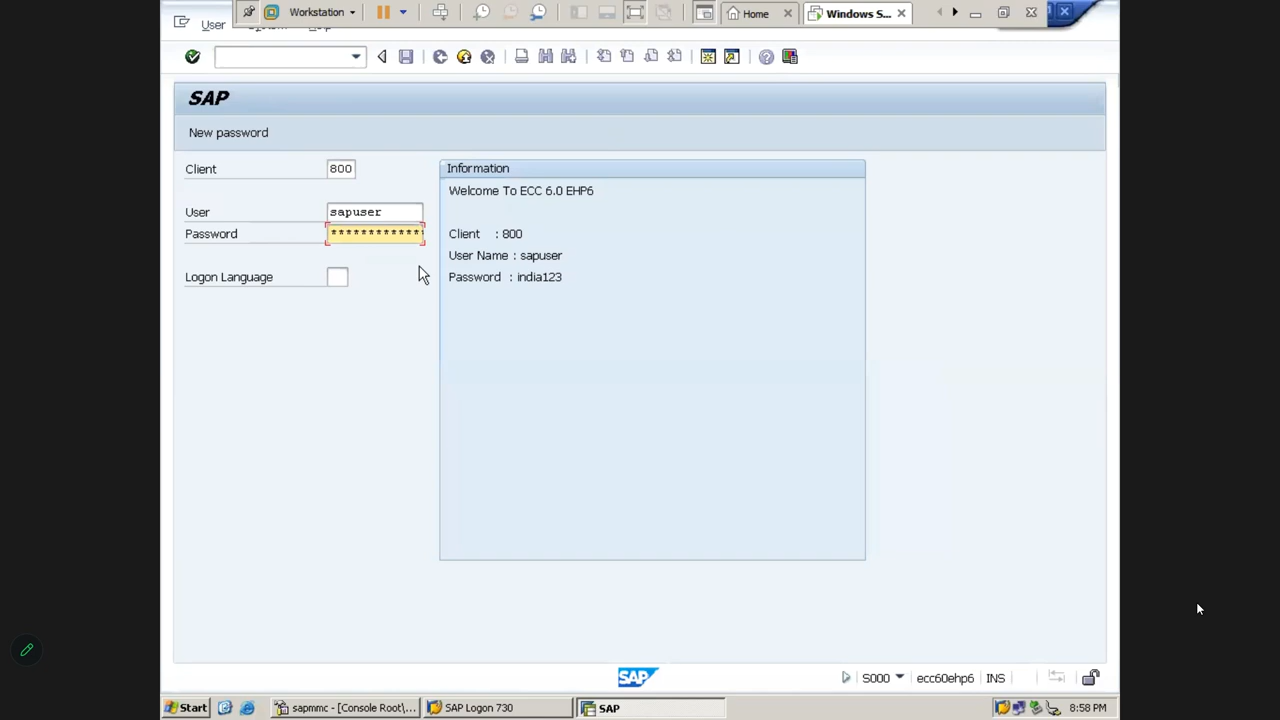 Workstation
Home
Windows S...
User
SAP
New password
Client
800
User
sapuser
Password
************
Logon Language
Information
Welcome To ECC 6.0 EHP6
Client : 800
User Name : sapuser
Password : india123
SAP
S000
ecc60ehp6
INS
Start
sapmmc - [Console Root\...
SAP Logon 730
SAP
8:58 PM